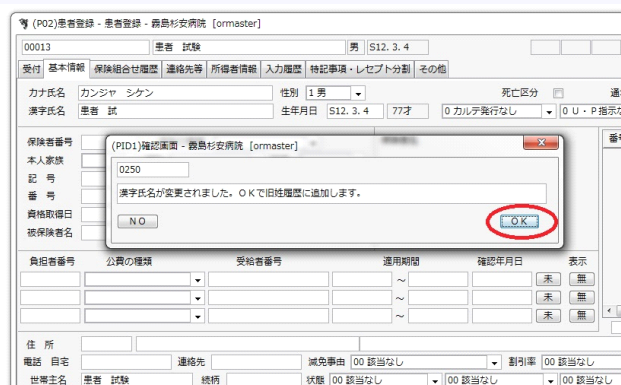 (P02)患者登録 - 患者登録 - 霧島杉安病院 [ormaster]
00013 患者 試験 男 S12. 3. 4
受付 基本情報 保険組合せ履歴 連絡先等 所得者情報 入力履歴 特記事項・レセプト分割 その他
カナ氏名 カンジャ シケン 性別 1 男 死亡区分
漢字氏名 患者 試 生年月日 S12. 3. 4 77才 0 カルテ発行なし 0 U・P指示な
保険者番号
本人家族
記 号
番 号
資格取得日
被保険者名
(PID1)確認画面 - 霧島杉安病院 [ormaster]
0250
漢字氏名が変更されました。OKで旧姓履歴に追加します。
NO OK
負担者番号 公費の種類 受給者番号 適用期間 確認年月日 表示
～ 未 無
～ 未 無
～ 未 無
住 所
電話 自宅 連絡先 減免事由 00 該当なし 割引率 00 該当なし
世帯主名 患者 試験 続柄 状態 00 該当なし 00 該当なし 00 該当なし